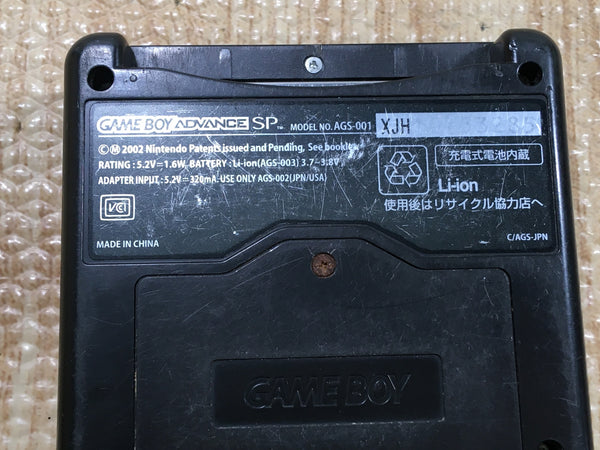 GAME BOY ADVANCE SP TM MODEL NO. AGS-001 XJH
©Ⓜ 2002 Nintendo Patents Issued and Pending, See booklet.
RATING : 5.2V⎓1.6W, BATTERY : Li-ion(AGS-003) 3.7⎓3.8V
ADAPTER INPUT : 5.2V⎓320mA. USE ONLY AGS-002(JPN/USA)
充電式電池内蔵
Li-ion
使用後はリサイクル協力店へ
VCI
MADE IN CHINA
C/AGS-JPN
GAME BOY